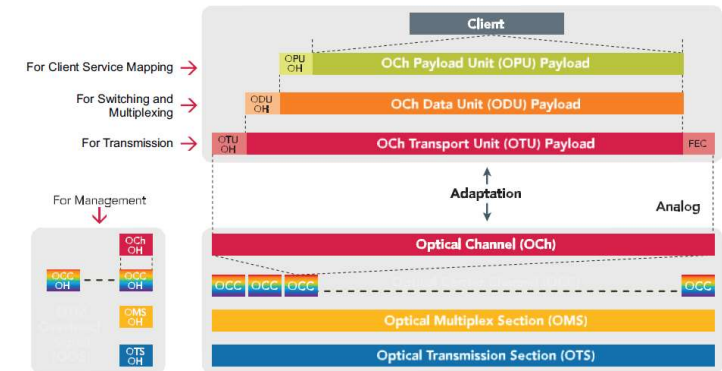 Client
For Client Service Mapping →
OPU
OH
OCh Payload Unit (OPU) Payload
For Switching and
Multiplexing →
ODU
OH
OCh Data Unit (ODU) Payload
For Transmission →
OTU
OH
OCh Transport Unit (OTU) Payload
FEC
Adaptation
For Management
Analog
OCh
OH
Optical Channel (OCh)
OCC
OH
OCC
OH
OCC
OCC
OCC
OCC
OMS
OH
Optical Multiplex Section (OMS)
OTS
OH
Optical Transmission Section (OTS)